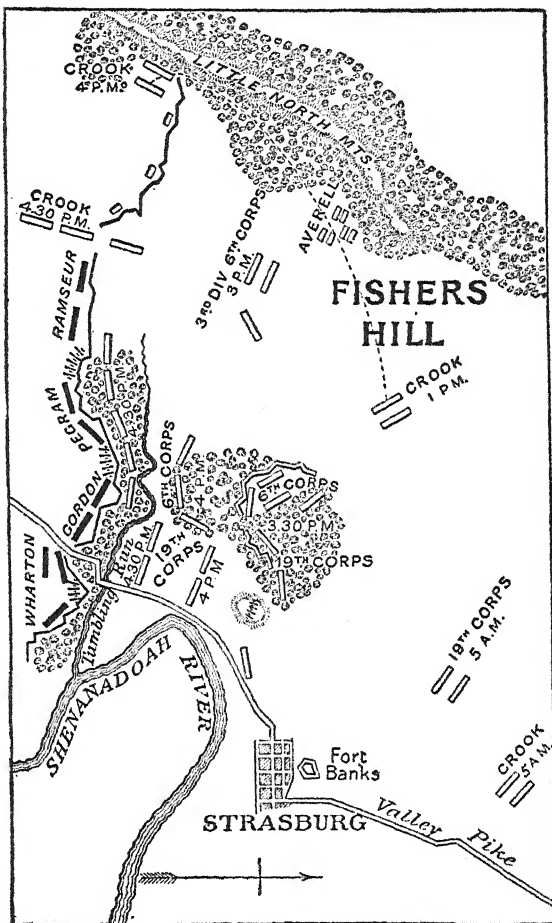 CROOK
4 P.M.
LITTLE NORTH MTS.
CROOK
4.30 P.M.
AVERELL
3RD DIV 6TH CORPS
3 P.M.
RAMSEUR
FISHERS
HILL
CROOK
1 P.M.
PEGRAM
4.30 P.M.
6TH CORPS
4 P.M.
6TH CORPS
3.30 P.M.
19TH CORPS
GORDON
WHARTON
Tumbling Run
4.30 P.M.
19TH CORPS
4 P.M.
SHENANDOAH
RIVER
19TH CORPS
5 A.M.
CROOK
5 A.M.
Fort
Banks
STRASBURG
Valley Pike